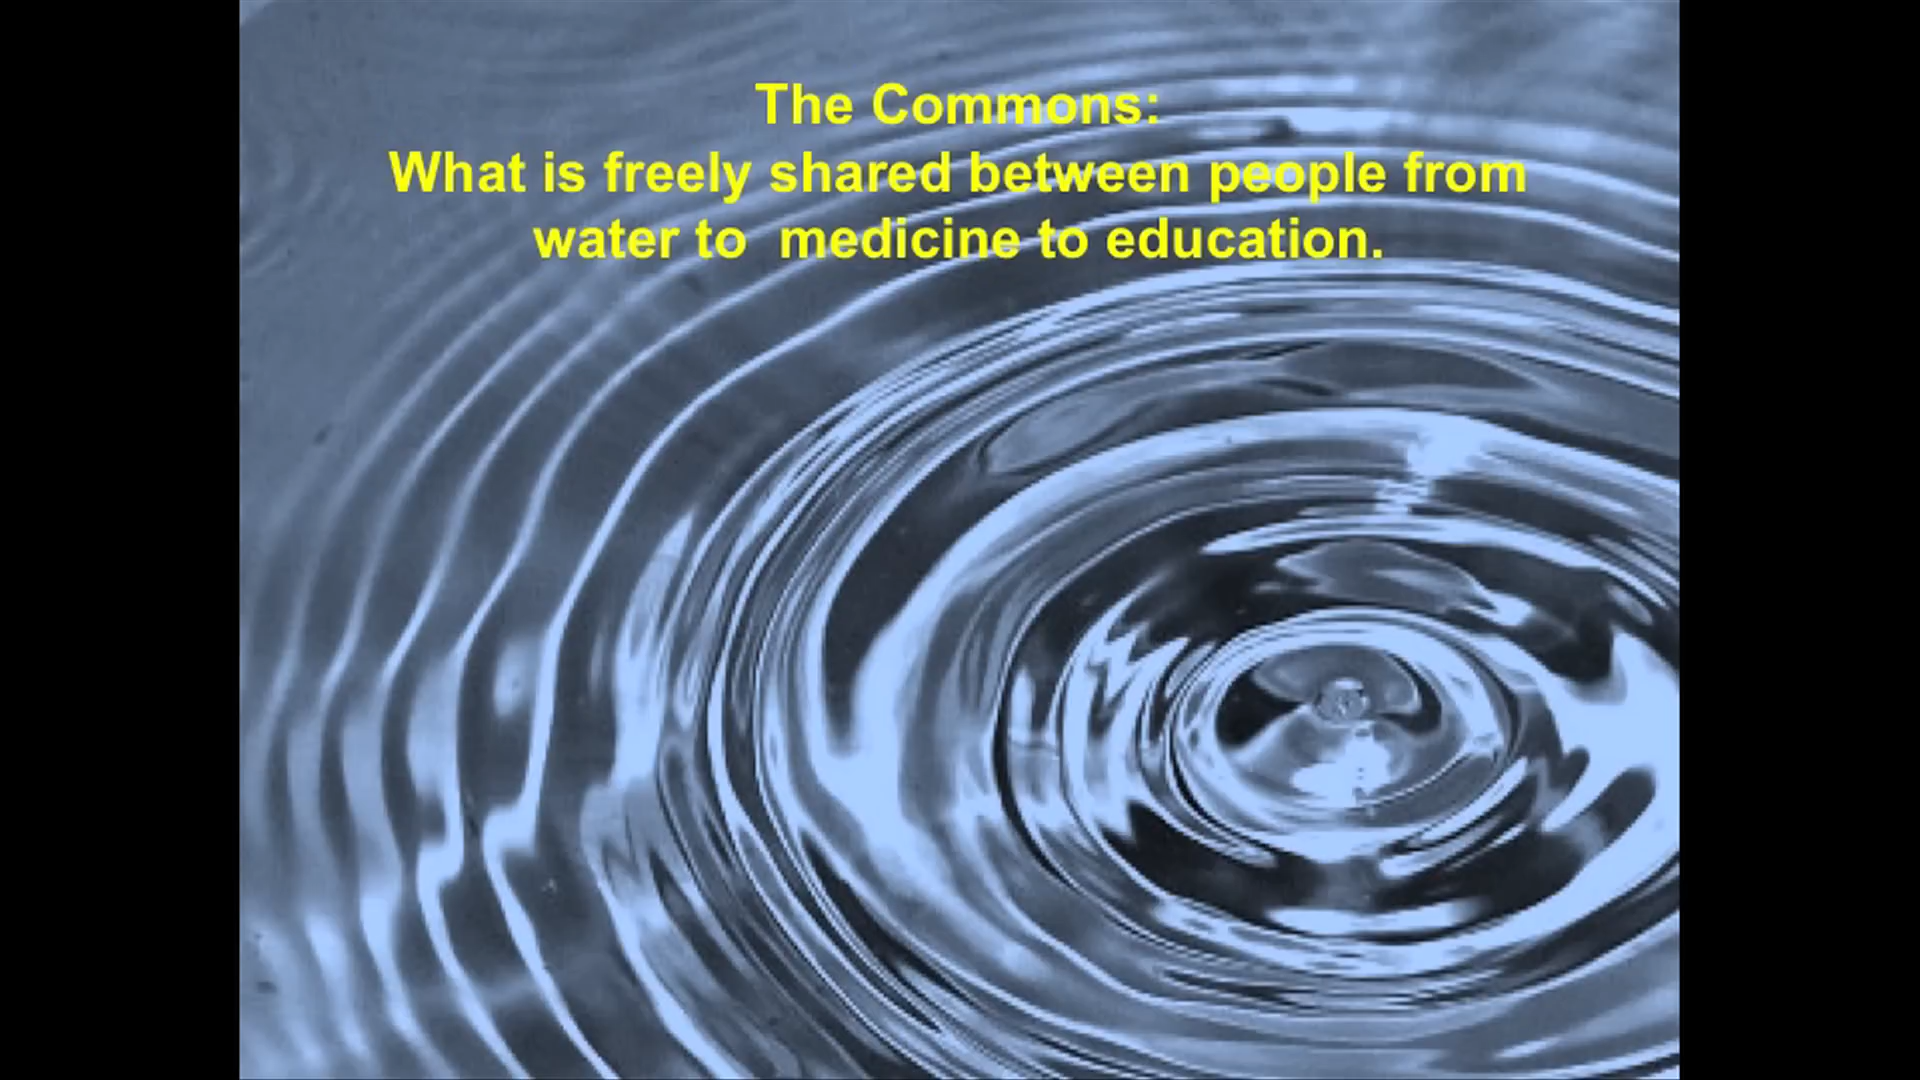 The Commons:
What is freely shared between people from
water to  medicine to education.